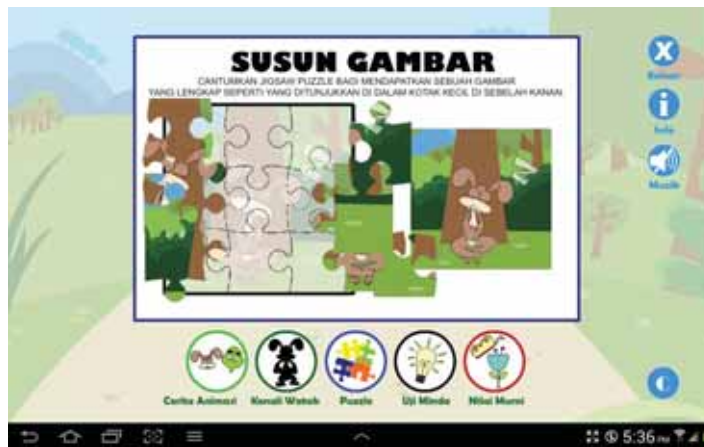 SUSUN GAMBAR
CANTUMKAN JIGSAW PUZZLE BAGI MENDAPATKAN SEBUAH GAMBAR
YANG LENGKAP SEPERTI YANG DITUNJUKKAN DI DALAM KOTAK KECIL DI SEBELAH KANAN
Keluar
Info
Muzik
Cerita Animasi
Kenali Watak
Puzzle
Uji Minda
Nilai Murni
5:36 PM